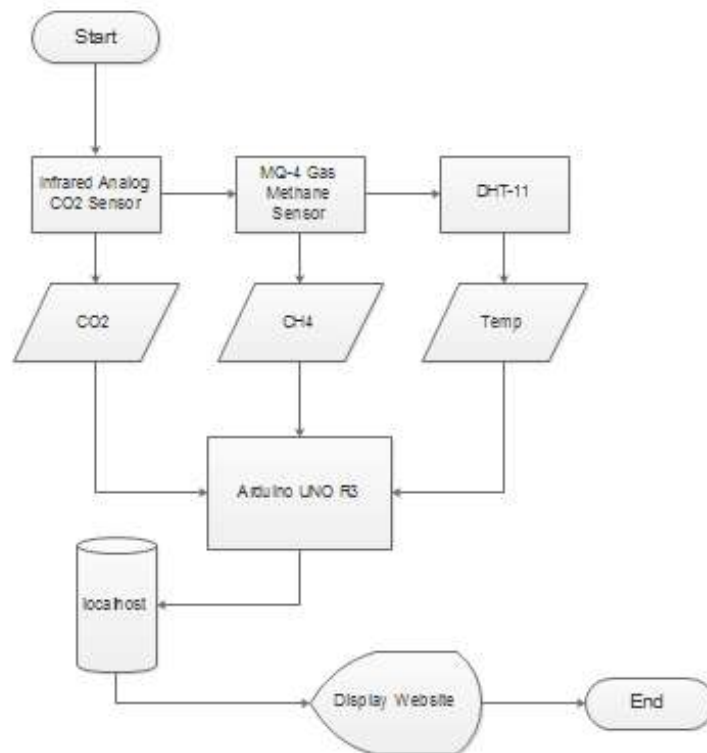 Start
Infrared Analog
CO2 Sensor
MQ-4 Gas
Methane
Sensor
DHT-11
CO2
CH4
Temp
Arduino UNO R3
localhost
Display Website
End